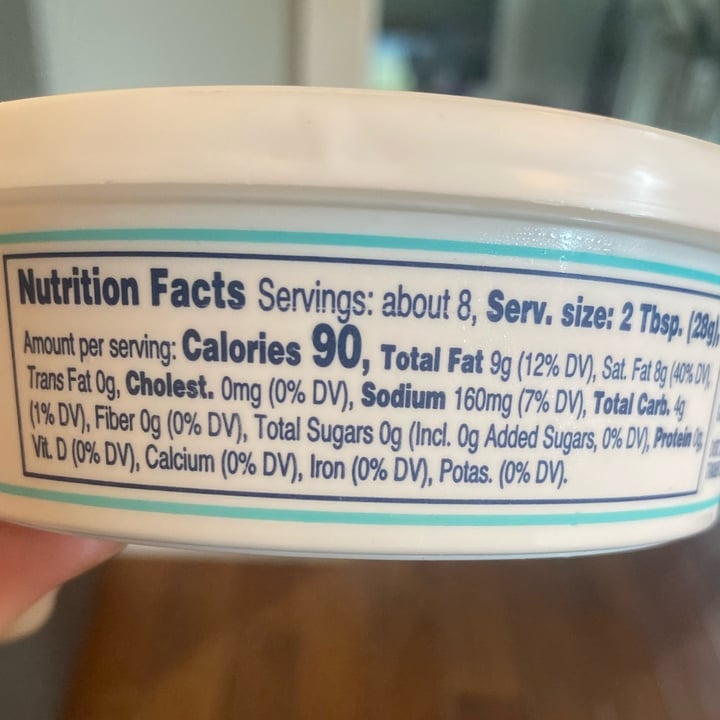 Nutrition Facts Servings: about 8, Serv. size: 2 Tbsp. (28g),
Amount per serving: Calories 90, Total Fat 9g (12% DV), Sat. Fat 8g (40% DV),
Trans Fat 0g, Cholest. 0mg (0% DV), Sodium 160mg (7% DV), Total Carb. 4g
(1% DV), Fiber 0g (0% DV), Total Sugars 0g (Incl. 0g Added Sugars, 0% DV), Protein 0g,
Vit. D (0% DV), Calcium (0% DV), Iron (0% DV), Potas. (0% DV).